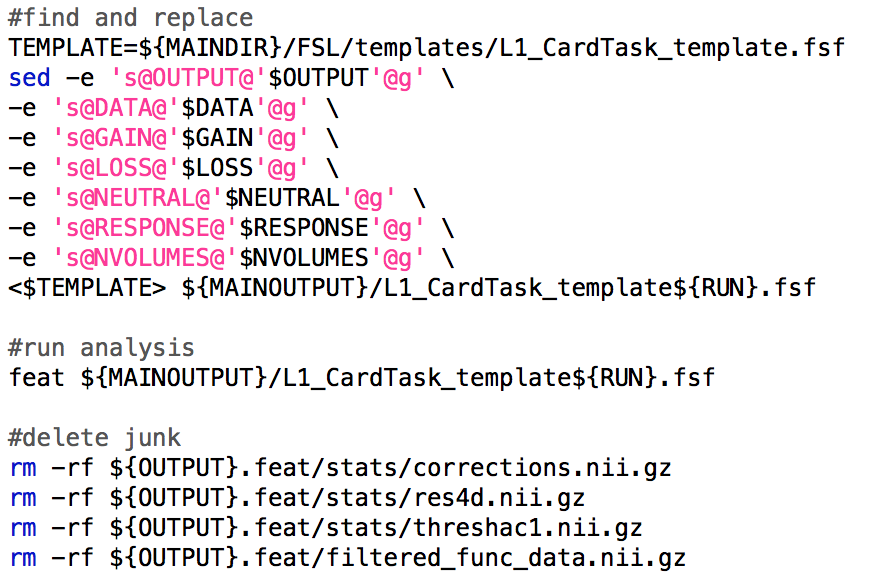 #find and replace
TEMPLATE=${MAINDIR}/FSL/templates/L1_CardTask_template.fsf
sed -e 's@OUTPUT@'$OUTPUT'@g' \
-e 's@DATA@'$DATA'@g' \
-e 's@GAIN@'$GAIN'@g' \
-e 's@LOSS@'$LOSS'@g' \
-e 's@NEUTRAL@'$NEUTRAL'@g' \
-e 's@RESPONSE@'$RESPONSE'@g' \
-e 's@NVOLUMES@'$NVOLUMES'@g' \
<$TEMPLATE> ${MAINOUTPUT}/L1_CardTask_template${RUN}.fsf
#run analysis
feat ${MAINOUTPUT}/L1_CardTask_template${RUN}.fsf
#delete junk
rm -rf ${OUTPUT}.feat/stats/corrections.nii.gz
rm -rf ${OUTPUT}.feat/stats/res4d.nii.gz
rm -rf ${OUTPUT}.feat/stats/threshac1.nii.gz
rm -rf ${OUTPUT}.feat/filtered_func_data.nii.gz